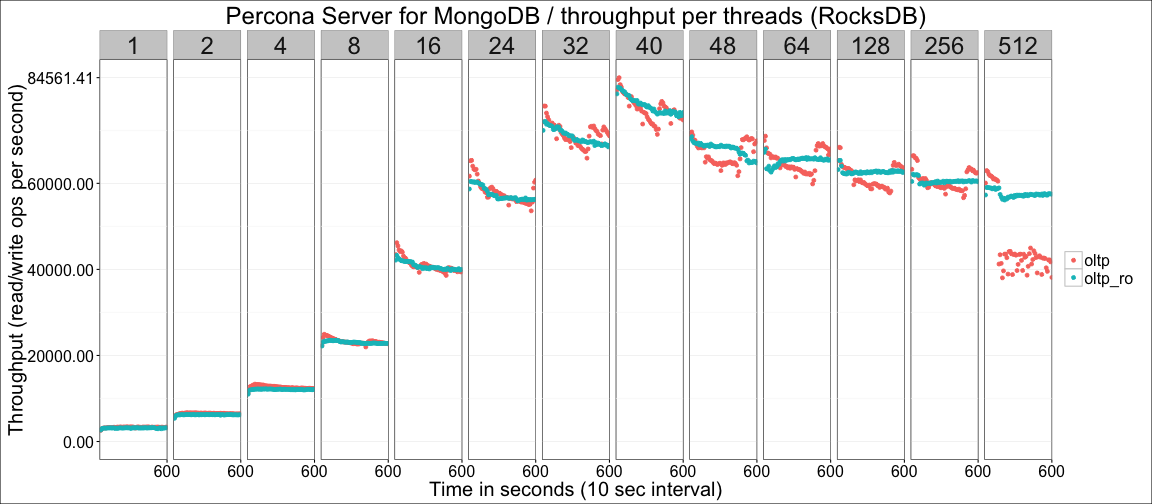 Percona Server for MongoDB / throughput per threads (RocksDB)
1 2 4 8 16 24 32 40 48 64 128 256 512
Throughput (read/write ops per second)
84561.41
60000.00
40000.00
20000.00
0.00
oltp
oltp_ro
600 600 600 600 600 600 600 600 600 600 600 600 600
Time in seconds (10 sec interval)